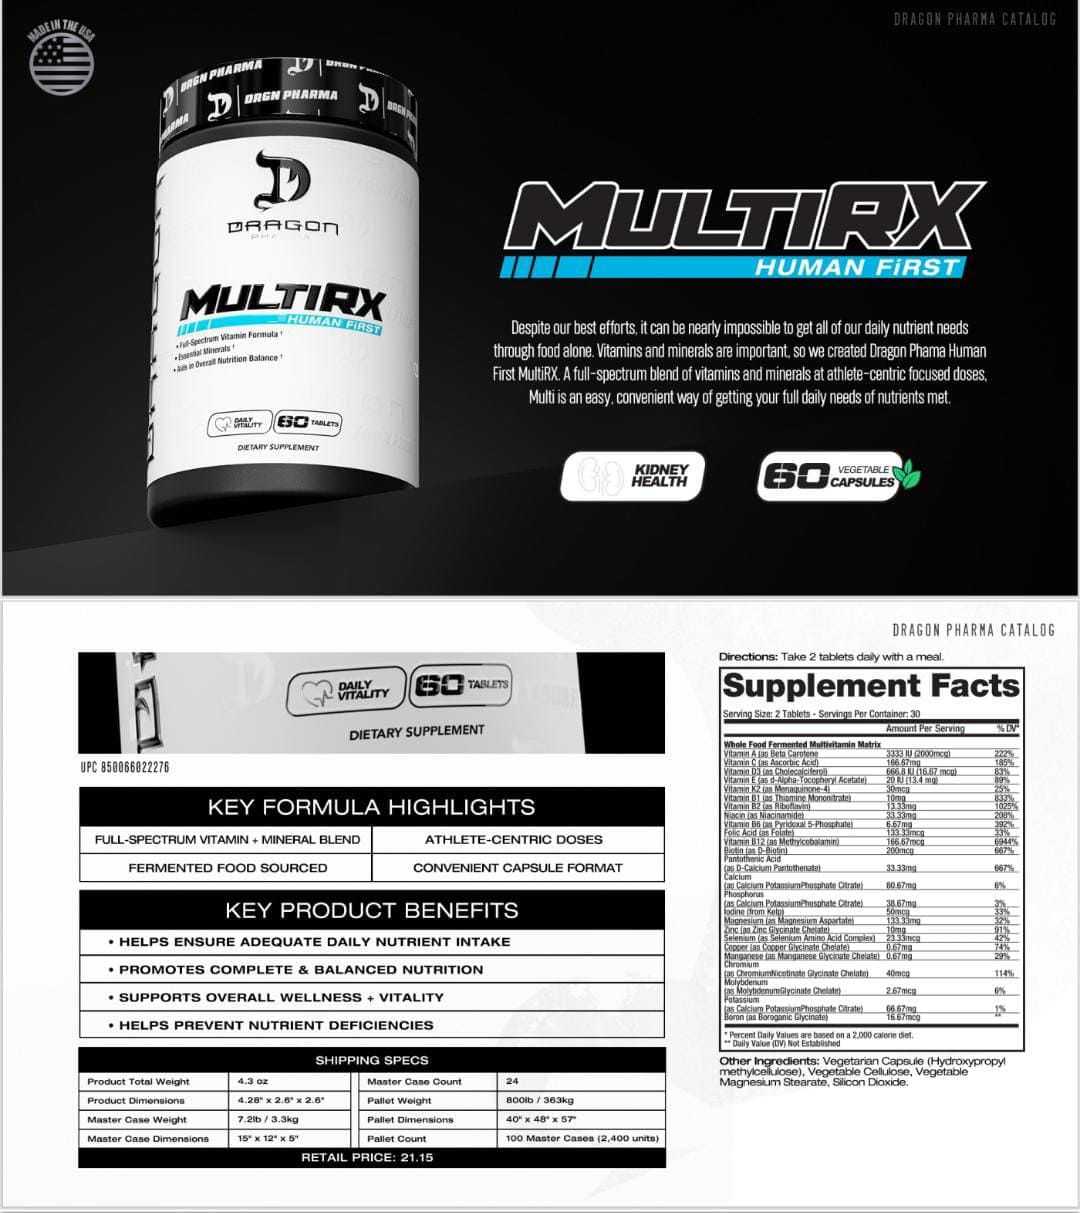 MADE IN THE USA
DRAGON PHARMA CATALOG
DRGN PHARMA
DRGN PHARMA
DRAGON
PHARMA
MULTIRX
HUMAN FiRST
• Full-Spectrum Vitamin Formula †
• Essential Minerals †
• Aids in Overall Nutrition Balance †
DAILY
VITALITY
60 TABLETS
DIETARY SUPPLEMENT
MULTIRX
HUMAN FiRST
Despite our best efforts, it can be nearly impossible to get all of our daily nutrient needs
through food alone. Vitamins and minerals are important, so we created Dragon Phama Human
First MultiRX. A full-spectrum blend of vitamins and minerals at athlete-centric focused doses,
Multi is an easy, convenient way of getting your full daily needs of nutrients met.
KIDNEY
HEALTH
60 VEGETABLE
CAPSULES
DRAGON PHARMA CATALOG
DAILY
VITALITY
60 TABLETS
DIETARY SUPPLEMENT
UPC 850066022276
KEY FORMULA HIGHLIGHTS
FULL-SPECTRUM VITAMIN + MINERAL BLEND ATHLETE-CENTRIC DOSES
FERMENTED FOOD SOURCED CONVENIENT CAPSULE FORMAT
KEY PRODUCT BENEFITS
• HELPS ENSURE ADEQUATE DAILY NUTRIENT INTAKE
• PROMOTES COMPLETE & BALANCED NUTRITION
• SUPPORTS OVERALL WELLNESS + VITALITY
• HELPS PREVENT NUTRIENT DEFICIENCIES
SHIPPING SPECS
Product Total Weight 4.3 oz Master Case Count 24
Product Dimensions 4.28" x 2.6" x 2.6" Pallet Weight 800lb / 363kg
Master Case Weight 7.2lb / 3.3kg Pallet Dimensions 40" x 48" x 57"
Master Case Dimensions 15" x 12" x 5" Pallet Count 100 Master Cases (2,400 units)
RETAIL PRICE: 21.15
Directions: Take 2 tablets daily with a meal.
Supplement Facts
Serving Size: 2 Tablets - Servings Per Container: 30
Amount Per Serving % DV*
Whole Food Fermented Multivitamin Matrix
Vitamin A (as Beta Carotene 3333 IU (2000mcg) 222%
Vitamin C (as Ascorbic Acid) 166.67mg 185%
Vitamin D3 (as Cholecalciferol) 666.8 IU (16.67 mcg) 83%
Vitamin E (as d-Alpha-Tocopheryl Acetate) 20 IU (13.4 mg) 89%
Vitamin K2 (as Menaquinone-4) 30mcg 25%
Vitamin B1 (as Thiamine Mononitrate) 10mg 833%
Vitamin B2 (as Riboflavin) 13.33mg 1025%
Niacin (as Niacinamide) 33.33mg 208%
Vitamin B6 (as Pyridoxal 5-Phosphate) 6.67mg 392%
Folic Acid (as Folate) 133.33mcg 33%
Vitamin B12 (as Methylcobalamin) 166.67mcg 6944%
Biotin (as D-Biotin) 200mcg 667%
Pantothenic Acid
(as D-Calcium Pantothenate) 33.33mg 667%
Calcium
(as Calcium PotassiumPhosphate Citrate) 80.67mg 6%
Phosphorus
(as Calcium PotassiumPhosphate Citrate) 38.67mg 3%
Iodine (from Kelp) 50mcg 33%
Magnesium (as Magnesium Aspartate) 133.33mg 32%
Zinc (as Zinc Glycinate Chelate) 10mg 91%
Selenium (as Selenium Amino Acid Complex) 23.33mcg 42%
Copper (as Copper Glycinate Chelate) 0.67mg 74%
Manganese (as Manganese Glycinate Chelate) 0.67mg 29%
Chromium
(as ChromiumNicotinate Glycinate Chelate) 40mcg 114%
Molybdenum
(as MolybdenumGlycinate Chelate) 2.67mcg 6%
Potassium
(as Calcium PotassiumPhosphate Citrate) 66.67mg 1%
Boron (as Boroganic Glycinate) 16.67mcg **
* Percent Daily Values are based on a 2,000 calorie diet.
** Daily Value (DV) Not Established
Other Ingredients: Vegetarian Capsule (Hydroxypropyl
methylcellulose), Vegetable Cellulose, Vegetable
Magnesium Stearate, Silicon Dioxide.